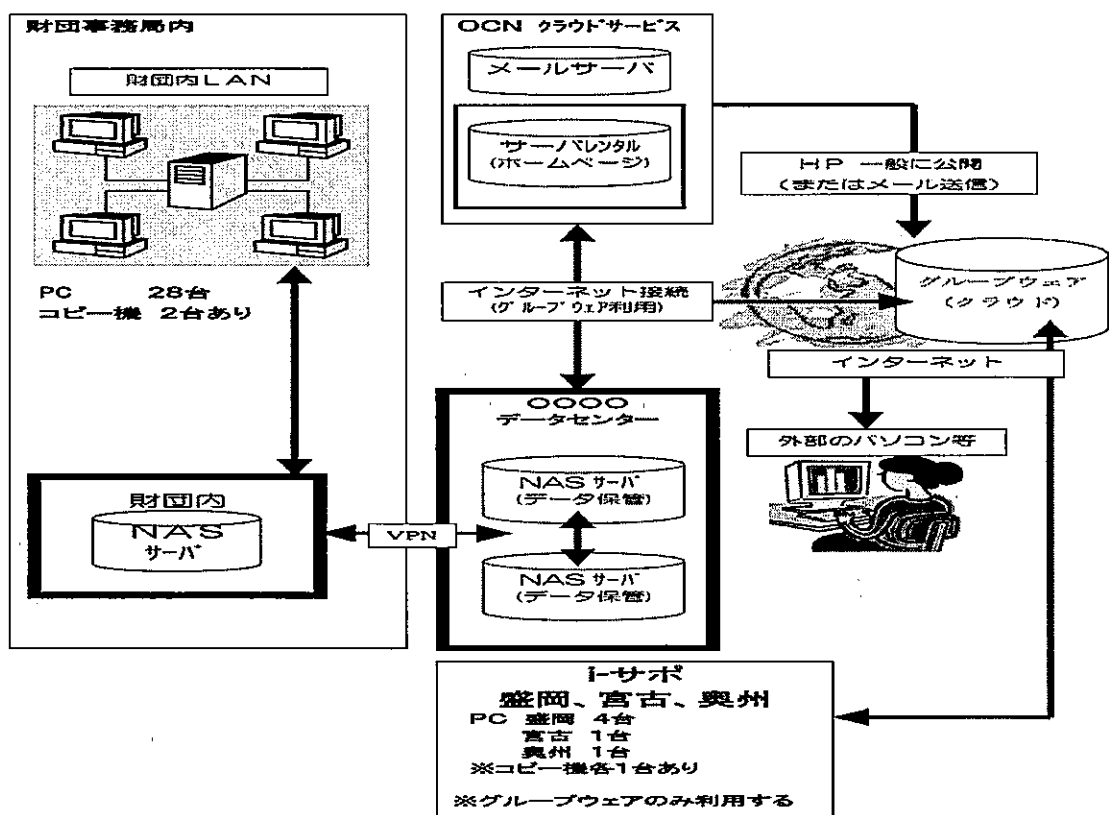 財団事務局内
財団内LAN
PC 28台
コピー機 2台あり
財団内
NAS
サーバ
VPN
OCN クラウドサービス
メールサーバ
サーバレンタル
(ホームページ)
HP 一般に公開
(またはメール送信)
インターネット接続
(グループウェア利用)
グループウェア
(クラウド)
インターネット
外部のパソコン等
〇〇〇〇
データセンター
NASサーバ
(データ保管)
NASサーバ
(データ保管)
i-サポ
盛岡、宮古、奥州
PC 盛岡 4台
宮古 1台
奥州 1台
※コピー機各1台あり
※グループウェアのみ利用する